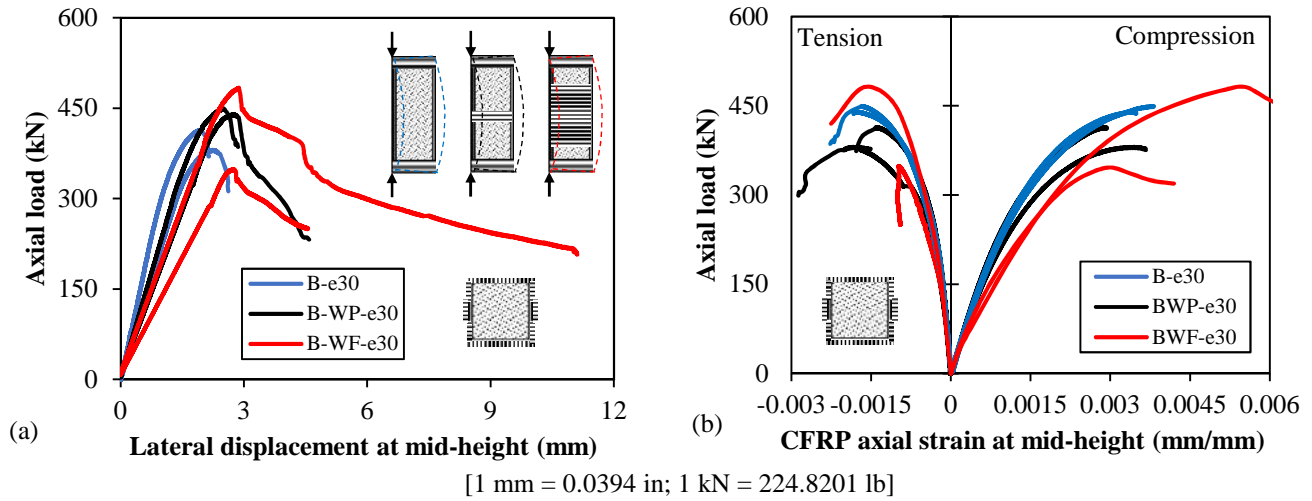 600
450
300
150
0
Axial load (kN)
B-e30
B-WP-e30
B-WF-e30
0 3 6 9 12
(a)
Lateral displacement at mid-height (mm)
600
450
300
150
0
Axial load (kN)
Tension
Compression
B-e30
BWP-e30
BWF-e30
-0.003 -0.0015 0 0.0015 0.003 0.0045 0.006
(b)
CFRP axial strain at mid-height (mm/mm)
[1 mm = 0.0394 in; 1 kN = 224.8201 lb]